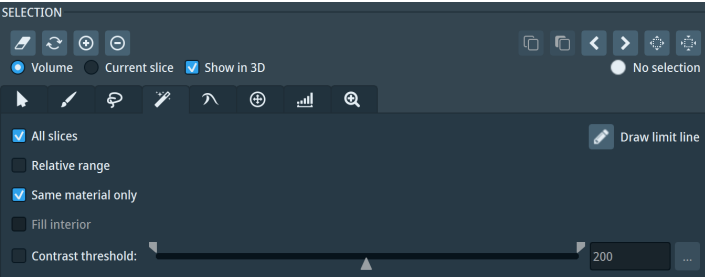 SELECTION
Volume Current slice Show in 3D No selection
All slices Draw limit line
Relative range
Same material only
Fill interior
Contrast threshold: 200 ...